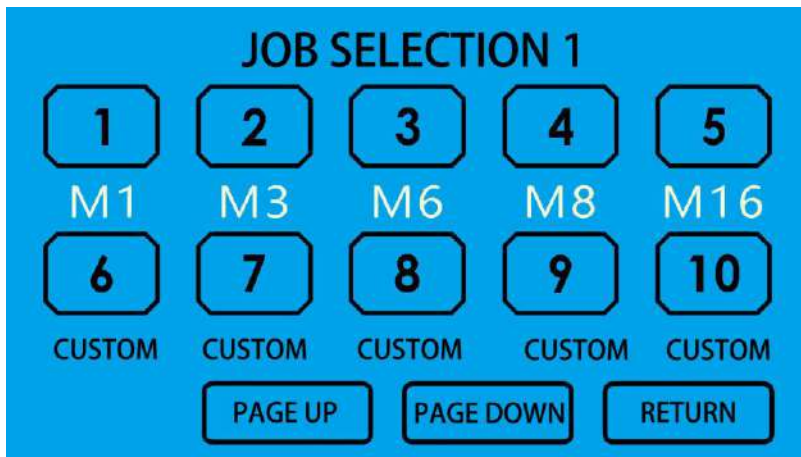 JOB SELECTION 1
1 2 3 4 5
M1 M3 M6 M8 M16
6 7 8 9 10
CUSTOM CUSTOM CUSTOM CUSTOM CUSTOM
PAGE UP PAGE DOWN RETURN